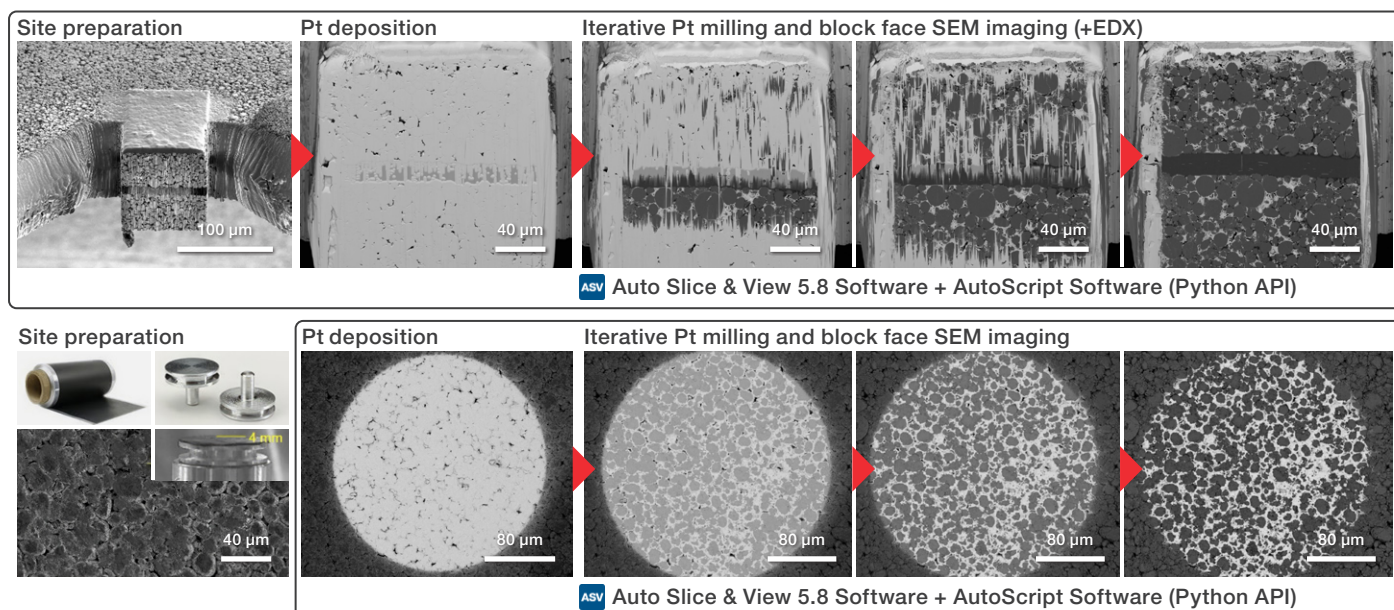 Site preparation
Pt deposition
Iterative Pt milling and block face SEM imaging (+EDX)
100 µm
40 µm
40 µm
40 µm
40 µm
ASV Auto Slice & View 5.8 Software + AutoScript Software (Python API)
Site preparation
Pt deposition
Iterative Pt milling and block face SEM imaging
4 mm
40 µm
80 µm
80 µm
80 µm
80 µm
ASV Auto Slice & View 5.8 Software + AutoScript Software (Python API)